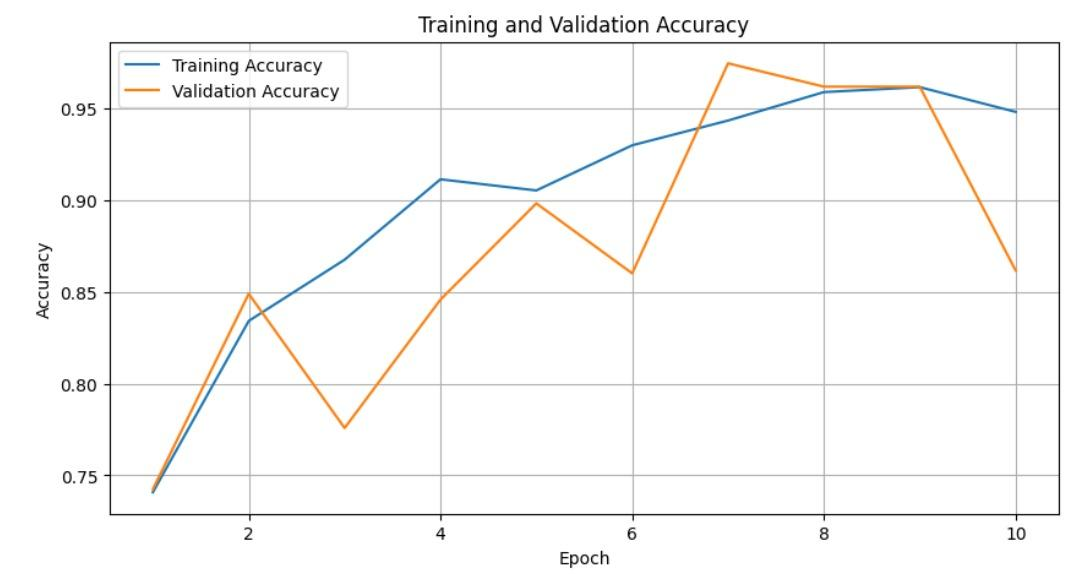 Training and Validation Accuracy
Training Accuracy
Validation Accuracy
0.95
0.90
0.85
0.80
0.75
Accuracy
2 4 6 8 10
Epoch